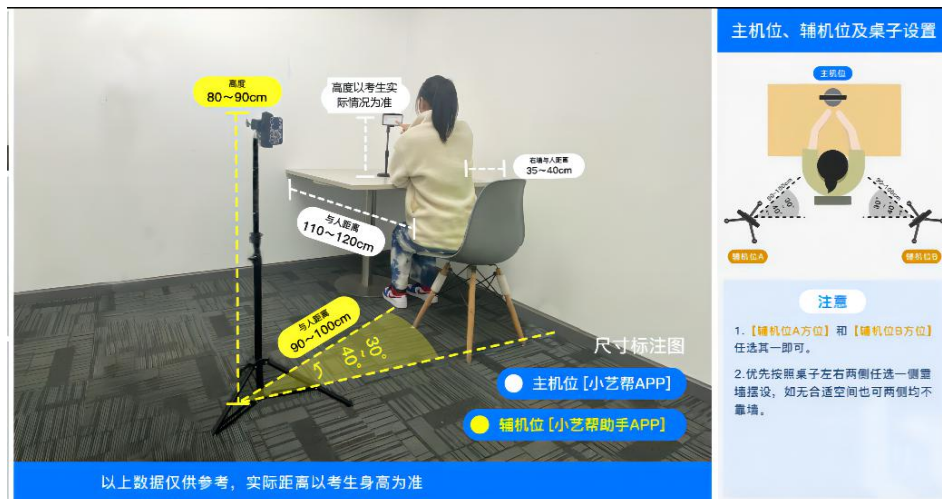 高度
80～90cm
高度以考生实
际情况为准
右墙与人距离
35～40cm
与人距离
110～120cm
与人距离
90～100cm
30°
40°
尺寸标注图
主机位 [小艺帮APP]
辅机位 [小艺帮助手APP]
以上数据仅供参考，实际距离以考生身高为准
主机位、辅机位及桌子设置
主机位
90~100cm
30°
40°
90~100cm
30°
40°
辅机位A
辅机位B
注意
1.【辅机位A方位】和【辅机位B方位】
任选其一即可。
2.优先按照桌子左右两侧任选一侧靠
墙摆设，如无合适空间也可两侧均不
靠墙。